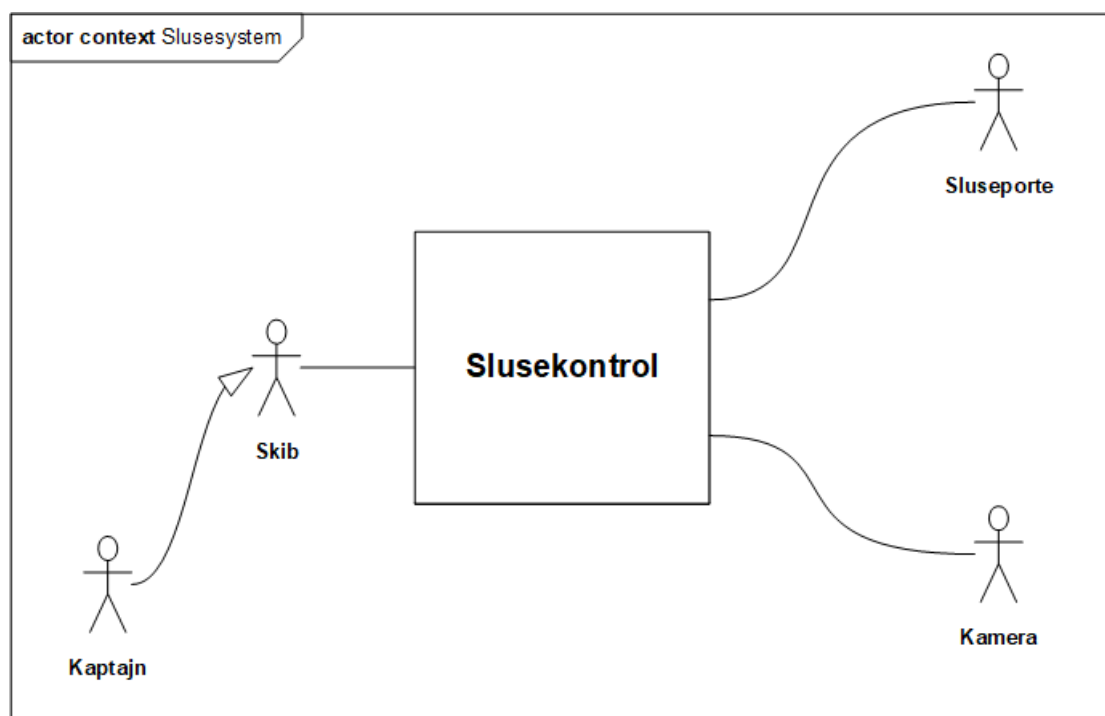 actor context Slusesystem
Sluseporte
Slusekontrol
Skib
Kamera
Kaptajn